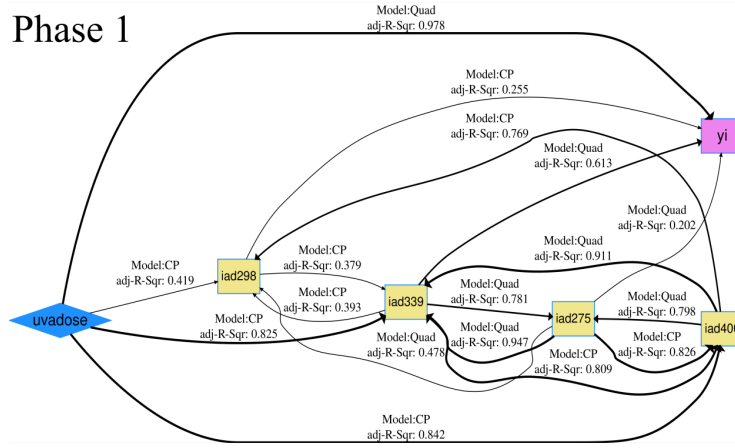 Phase 1
Model:Quad
adj-R-Sqr: 0.978
Model:CP
adj-R-Sqr: 0.255
Model:CP
adj-R-Sqr: 0.769
yi
Model:Quad
adj-R-Sqr: 0.613
Model:Quad
adj-R-Sqr: 0.202
Model:CP
adj-R-Sqr: 0.419
iad298
Model:CP
adj-R-Sqr: 0.379
Model:Quad
adj-R-Sqr: 0.911
Model:CP
adj-R-Sqr: 0.393
iad339
Model:Quad
adj-R-Sqr: 0.781
iad275
Model:Quad
adj-R-Sqr: 0.798
uvadose
Model:CP
adj-R-Sqr: 0.825
Model:Quad
adj-R-Sqr: 0.478
Model:Quad
adj-R-Sqr: 0.947
Model:CP
adj-R-Sqr: 0.826
iad400
Model:CP
adj-R-Sqr: 0.809
Model:CP
adj-R-Sqr: 0.842